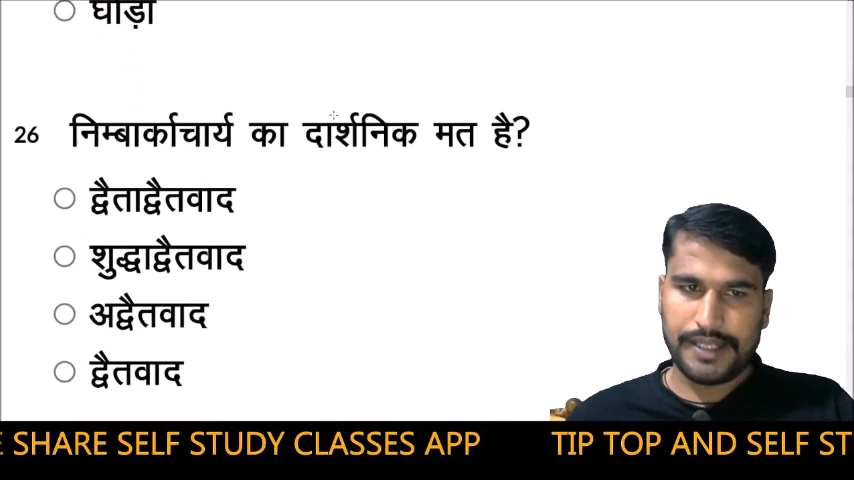 घोड़ा
26 निम्बार्काचार्य का दार्शनिक मत है?
द्वैताद्वैतवाद
शुद्धाद्वैतवाद
अद्वैतवाद
द्वैतवाद
SHARE SELF STUDY CLASSES APP TIP TOP AND SELF ST